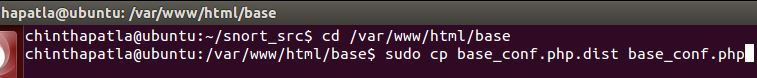 hapatla@ubuntu: /var/www/html/base
chinthapatla@ubuntu:~/snort_src$ cd /var/www/html/base
chinthapatla@ubuntu:/var/www/html/base$ sudo cp base_conf.php.dist base_conf.php